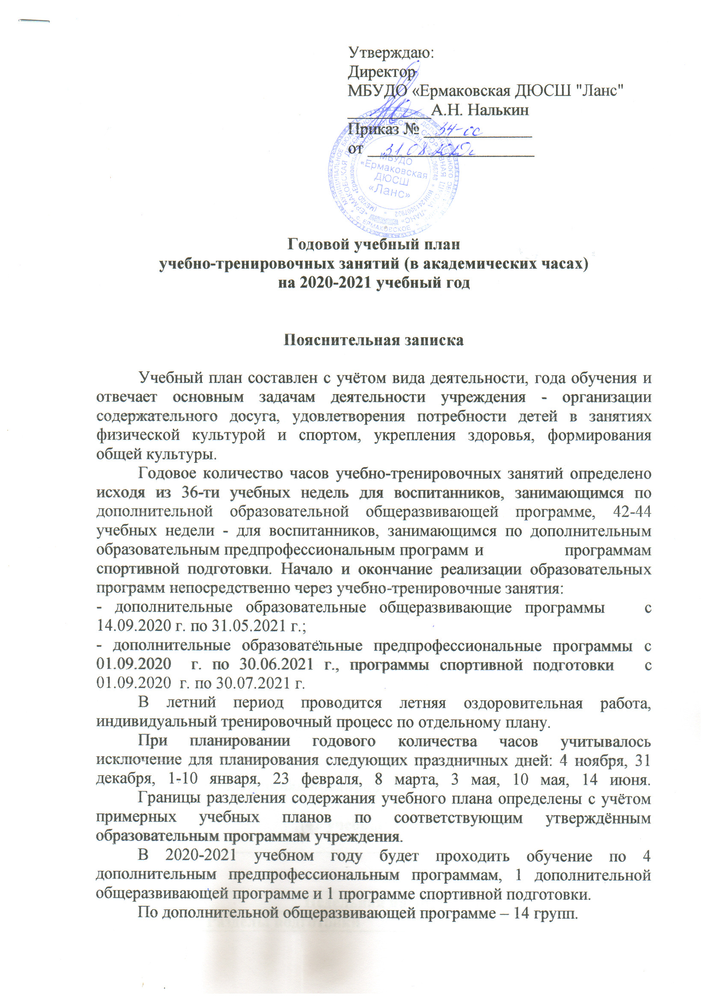 Утверждаю:
Директор
МБУДО «Ермаковская ДЮСШ "Ланс"
А.Н. Налькин
Приказ № 34-сс
от 31.08.2020г
МБУДО
«Ермаковская
ДЮСШ
«Ланс»
Годовой учебный план
учебно-тренировочных занятий (в академических часах)
на 2020-2021 учебный год
Пояснительная записка
Учебный план составлен с учётом вида деятельности, года обучения и
отвечает основным задачам деятельности учреждения - организации
содержательного досуга, удовлетворения потребности детей в занятиях
физической культурой и спортом, укрепления здоровья, формирования
общей культуры.
Годовое количество часов учебно-тренировочных занятий определено
исходя из 36-ти учебных недель для воспитанников, занимающимся по
дополнительной образовательной общеразвивающей программе, 42-44
учебных недели - для воспитанников, занимающимся по дополнительным
образовательным предпрофессиональным программ и программам
спортивной подготовки. Начало и окончание реализации образовательных
программ непосредственно через учебно-тренировочные занятия:
- дополнительные образовательные общеразвивающие программы с
14.09.2020 г. по 31.05.2021 г.;
- дополнительные образовательные предпрофессиональные программы с
01.09.2020 г. по 30.06.2021 г., программы спортивной подготовки с
01.09.2020 г. по 30.07.2021 г.
В летний период проводится летняя оздоровительная работа,
индивидуальный тренировочный процесс по отдельному плану.
При планировании годового количества часов учитывалось
исключение для планирования следующих праздничных дней: 4 ноября, 31
декабря, 1-10 января, 23 февраля, 8 марта, 3 мая, 10 мая, 14 июня.
Границы разделения содержания учебного плана определены с учётом
примерных учебных планов по соответствующим утверждённым
образовательным программам учреждения.
В 2020-2021 учебном году будет проходить обучение по 4
дополнительным предпрофессиональным программам, 1 дополнительной
общеразвивающей программе и 1 программе спортивной подготовки.
По дополнительной общеразвивающей программе – 14 групп.